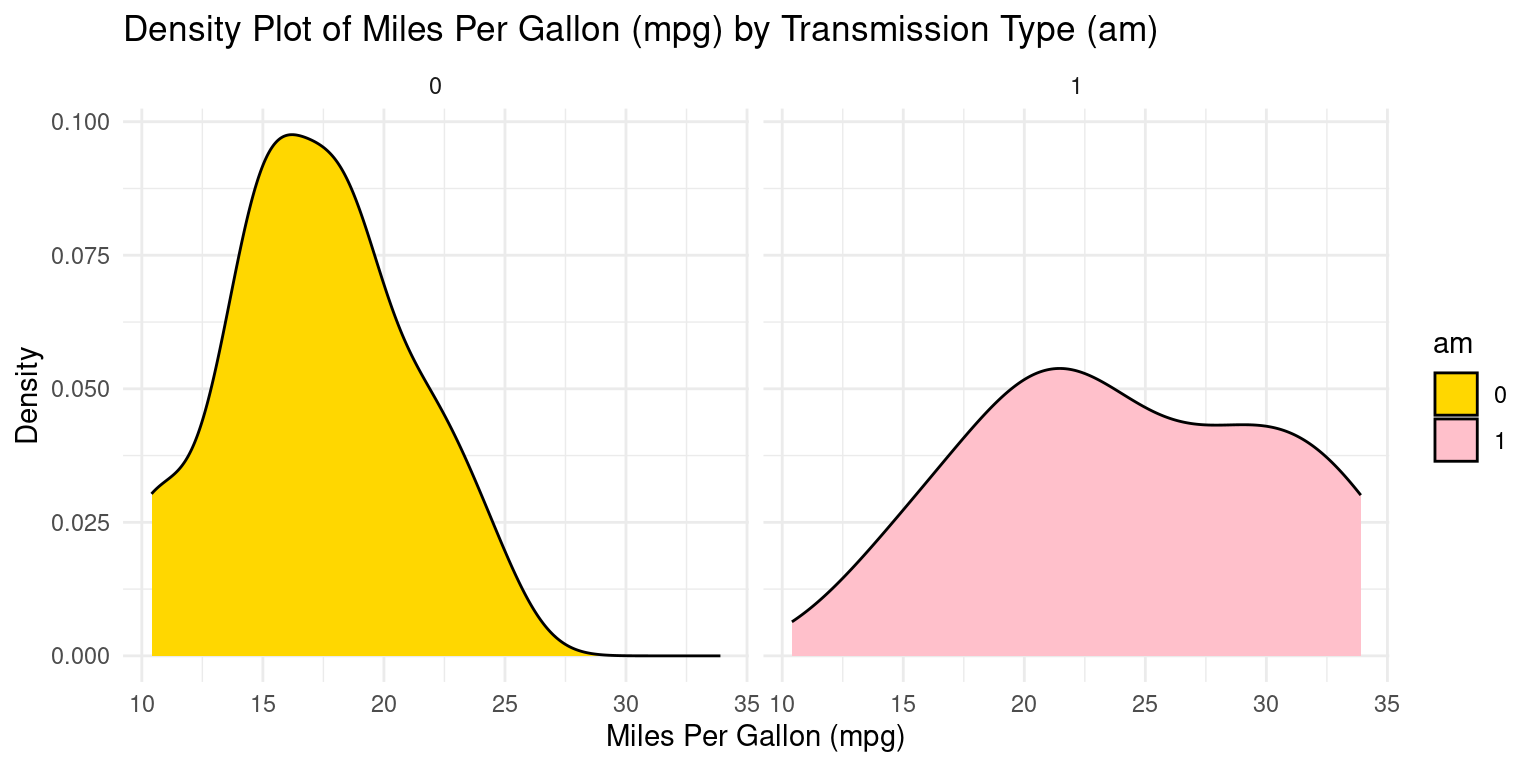 Density Plot of Miles Per Gallon (mpg) by Transmission Type (am)
0 1
0.100
0.075
0.050
0.025
0.000
Density
10 15 20 25 30 35 10 15 20 25 30 35
Miles Per Gallon (mpg)
am
0
1